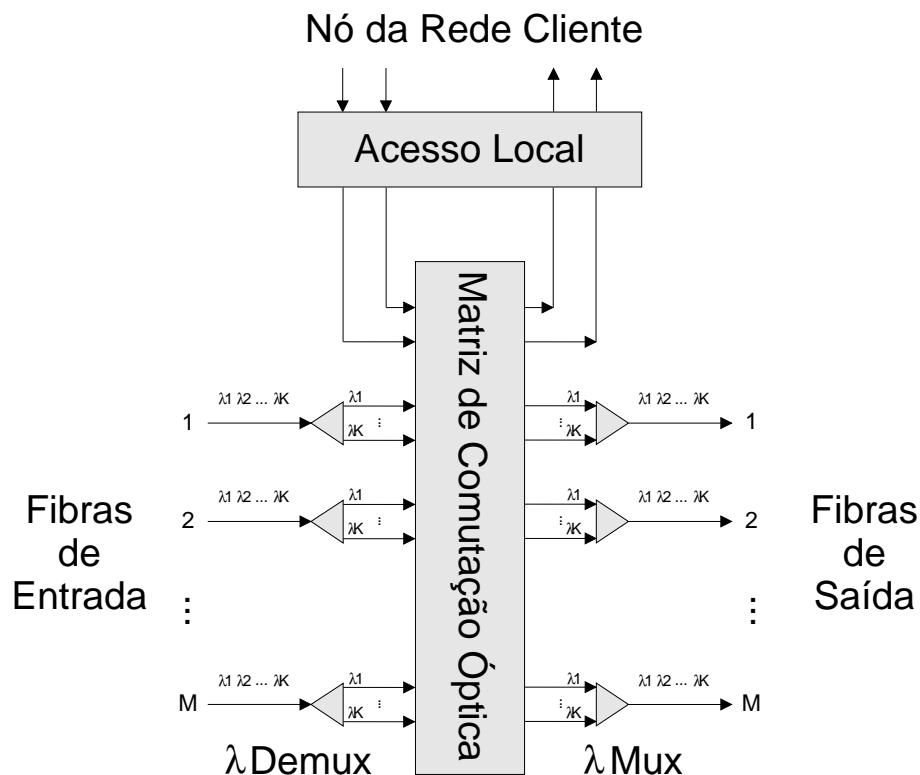 Nó da Rede Cliente
Acesso Local
Matriz de Comutação Óptica
λ1 λ2 ... λK
1
λ1
...
λK
λ1
...
λK
λ1 λ2 ... λK
1
Fibras
de
Entrada
λ1 λ2 ... λK
2
λ1
...
λK
λ1
...
λK
λ1 λ2 ... λK
2
Fibras
de
Saída
...
...
λ1 λ2 ... λK
M
λ1
...
λK
λ1
...
λK
λ1 λ2 ... λK
M
λ Demux
λ Mux